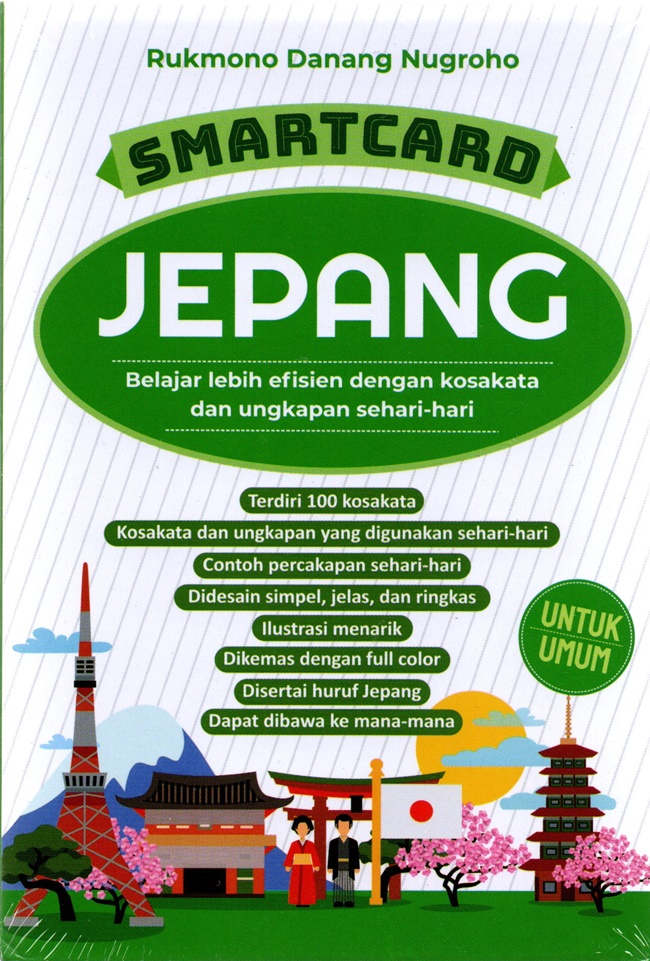 Rukmono Danang Nugroho
SMARTCARD
JEPANG
Belajar lebih efisien dengan kosakata
dan ungkapan sehari-hari
Terdiri 100 kosakata
Kosakata dan ungkapan yang digunakan sehari-hari
Contoh percakapan sehari-hari
Didesain simpel, jelas, dan ringkas
Ilustrasi menarik
Dikemas dengan full color
Disertai huruf Jepang
Dapat dibawa ke mana-mana
UNTUK
UMUM